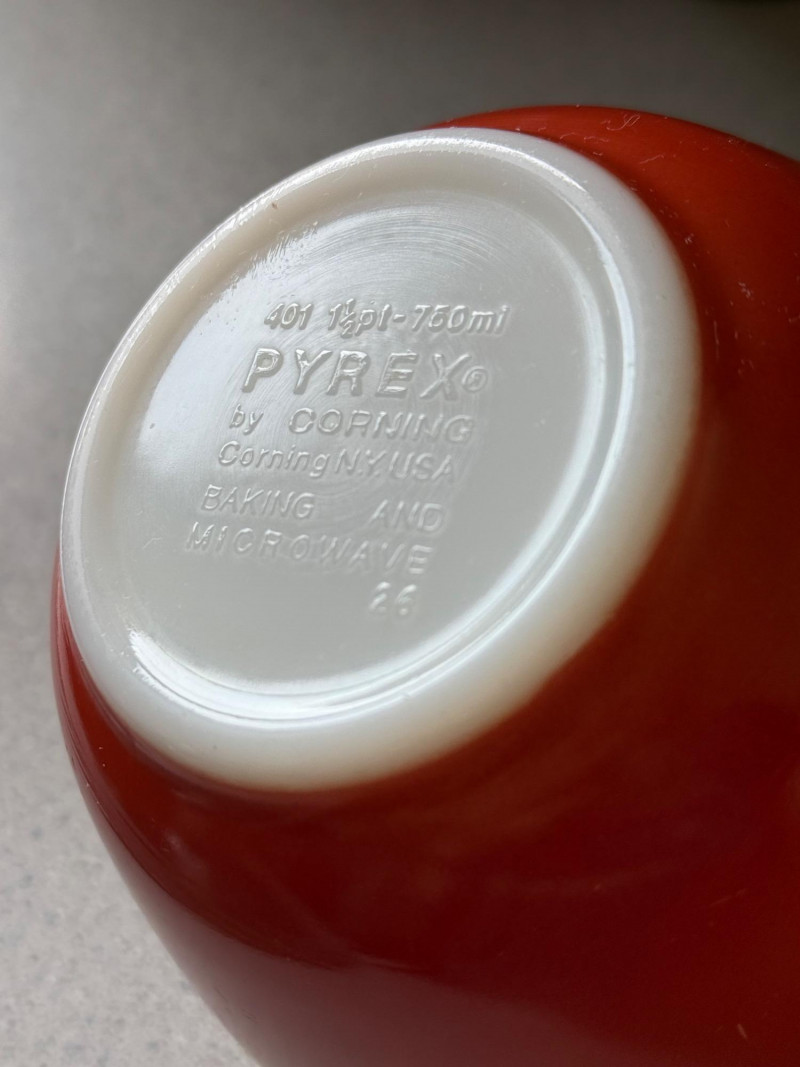 401 1½pt-750ml
PYREX®
by CORNING
Corning N.Y. USA
BAKING AND
MICROWAVE
26